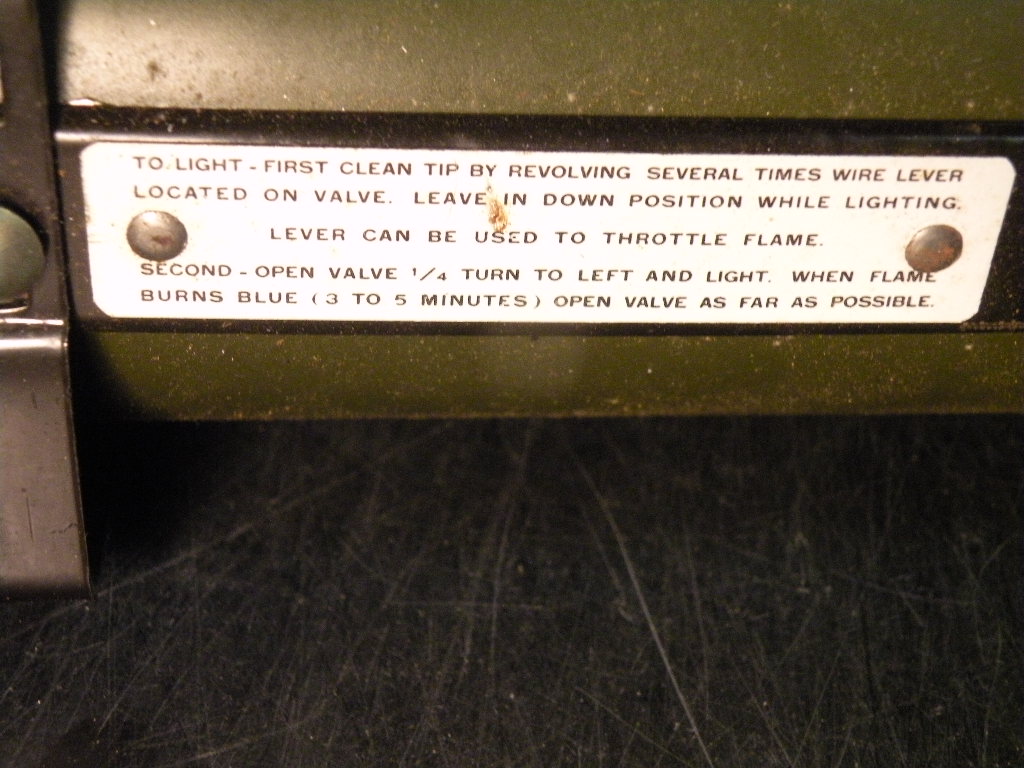 TO LIGHT - FIRST CLEAN TIP BY REVOLVING SEVERAL TIMES WIRE LEVER
LOCATED ON VALVE. LEAVE IN DOWN POSITION WHILE LIGHTING.
LEVER CAN BE USED TO THROTTLE FLAME.
SECOND - OPEN VALVE 1/4 TURN TO LEFT AND LIGHT. WHEN FLAME
BURNS BLUE (3 TO 5 MINUTES) OPEN VALVE AS FAR AS POSSIBLE.